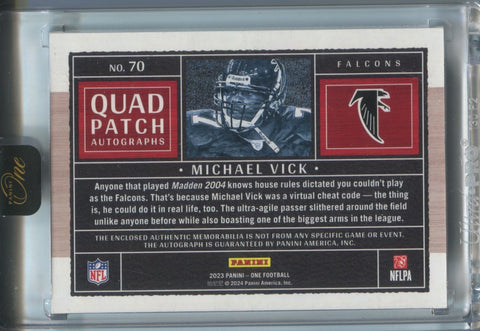 NO. 70
FALCONS
QUAD
PATCH
AUTOGRAPHS
• MICHAEL VICK •
Anyone that played Madden 2004 knows house rules dictated you couldn't play
as the Falcons. That's because Michael Vick was a virtual cheat code — the thing
is, he could do it in real life, too. The ultra-agile passer slithered around the field
unlike anyone before while also boasting one of the biggest arms in the league.
THE ENCLOSED AUTHENTIC MEMORABILIA IS NOT FROM ANY SPECIFIC GAME OR EVENT.
THE AUTOGRAPH IS GUARANTEED BY PANINI AMERICA, INC.
NFL
PANINI
2023 PANINI – ONE FOOTBALL
© 2024 Panini America, Inc.
NFLPA
PANINI
One